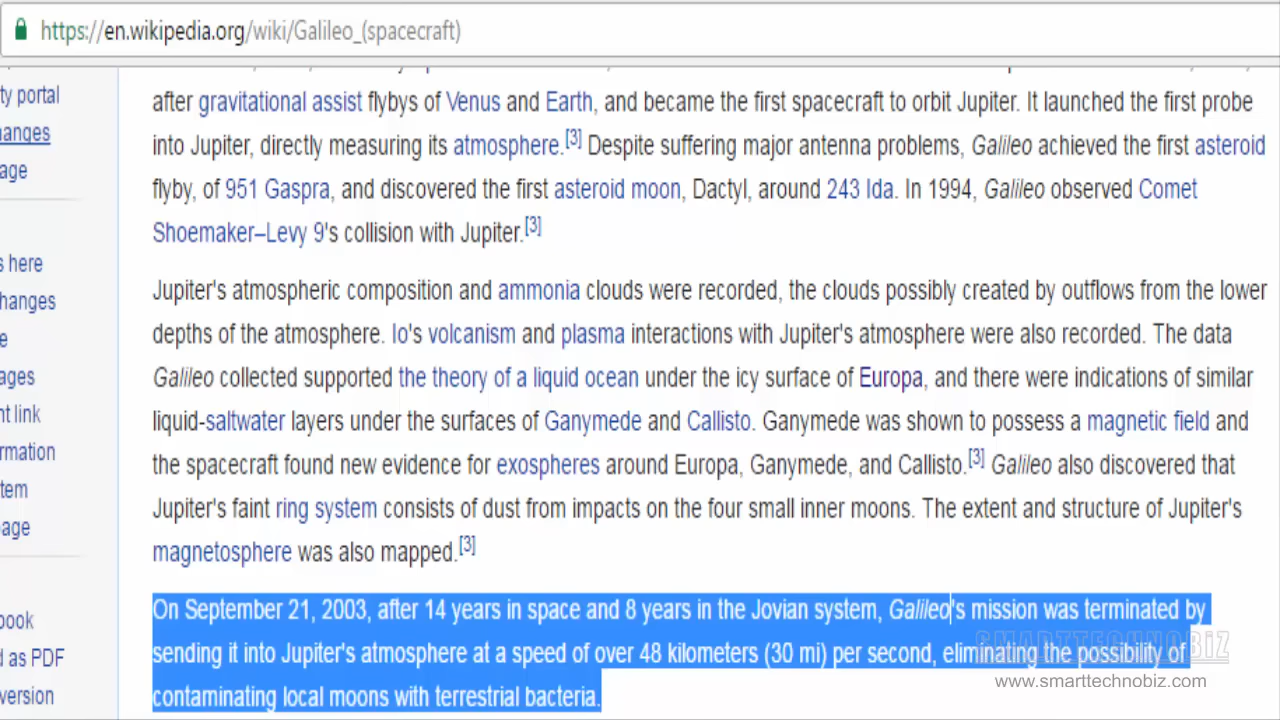 https://en.wikipedia.org/wiki/Galileo_(spacecraft)
ty portal
hanges
age
s here
hanges
e
ages
nt link
rmation
tem
page
book
d as PDF
version
after gravitational assist flybys of Venus and Earth, and became the first spacecraft to orbit Jupiter. It launched the first probe
into Jupiter, directly measuring its atmosphere.[3] Despite suffering major antenna problems, Galileo achieved the first asteroid
flyby, of 951 Gaspra, and discovered the first asteroid moon, Dactyl, around 243 Ida. In 1994, Galileo observed Comet
Shoemaker–Levy 9's collision with Jupiter.[3]
Jupiter's atmospheric composition and ammonia clouds were recorded, the clouds possibly created by outflows from the lower
depths of the atmosphere. Io's volcanism and plasma interactions with Jupiter's atmosphere were also recorded. The data
Galileo collected supported the theory of a liquid ocean under the icy surface of Europa, and there were indications of similar
liquid-saltwater layers under the surfaces of Ganymede and Callisto. Ganymede was shown to possess a magnetic field and
the spacecraft found new evidence for exospheres around Europa, Ganymede, and Callisto.[3] Galileo also discovered that
Jupiter's faint ring system consists of dust from impacts on the four small inner moons. The extent and structure of Jupiter's
magnetosphere was also mapped.[3]
On September 21, 2003, after 14 years in space and 8 years in the Jovian system, Galileo's mission was terminated by
sending it into Jupiter's atmosphere at a speed of over 48 kilometers (30 mi) per second, eliminating the possibility of
contaminating local moons with terrestrial bacteria.
SMARTTECHNOBIZ
www.smarttechnobiz.com